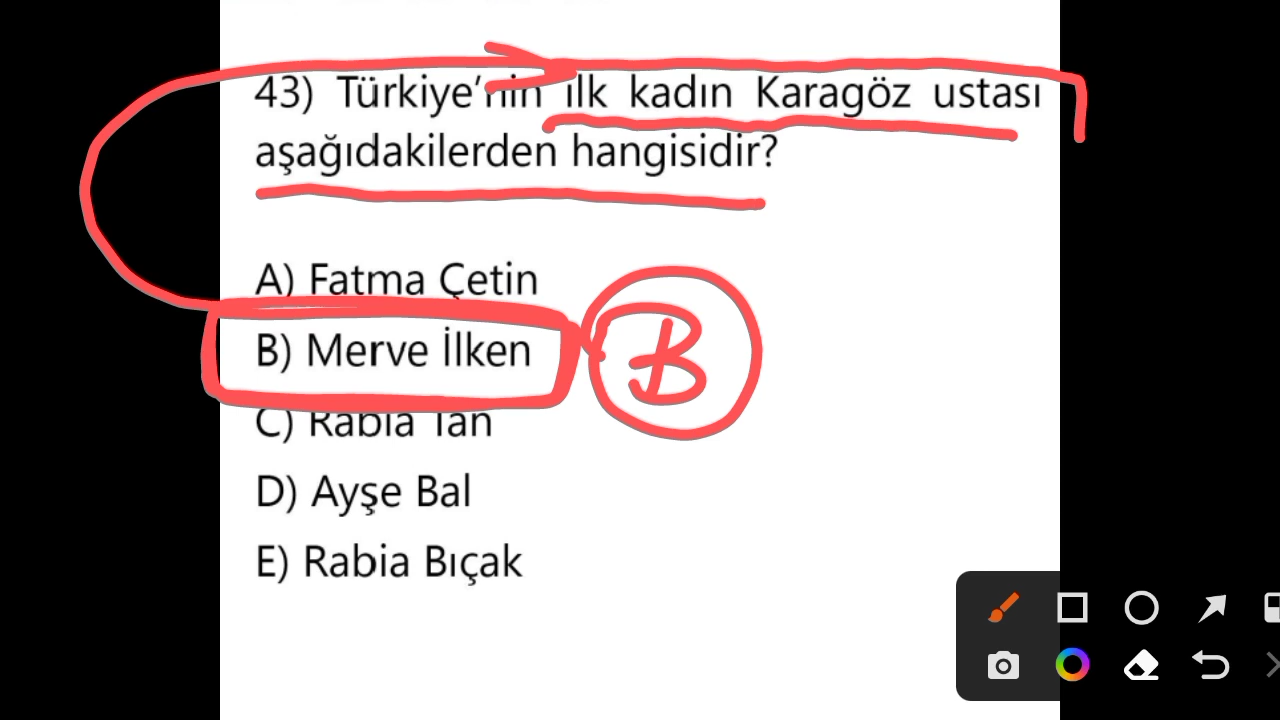 43) Türkiye'nin ilk kadın Karagöz ustası
aşağıdakilerden hangisidir?
A) Fatma Çetin
B) Merve İlken
B
C) Rabia Tan
D) Ayşe Bal
E) Rabia Bıçak